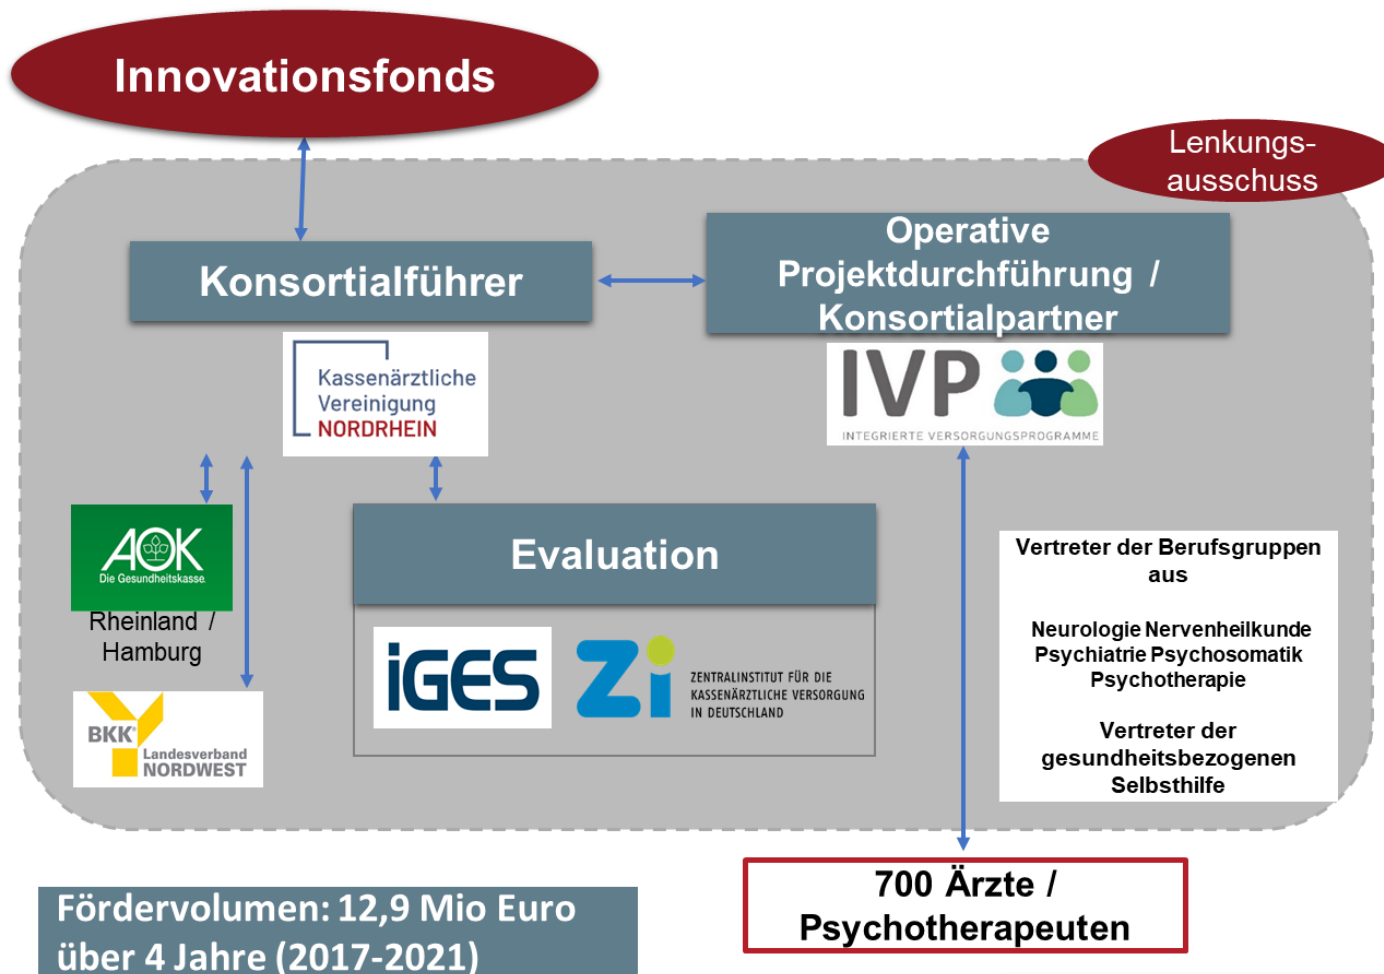 Innovationsfonds
Lenkungs-
ausschuss
Konsortialführer
Operative
Projektdurchführung /
Konsortialpartner
Kassenärztliche
Vereinigung
NORDRHEIN
IVP
INTEGRIERTE VERSORGUNGSPROGRAMME
AOK
Die Gesundheitskasse.
Rheinland /
Hamburg
BKK®
Landesverband
NORDWEST
Evaluation
iGES
Zi
ZENTRALINSTITUT FÜR DIE
KASSENÄRZTLICHE VERSORGUNG
IN DEUTSCHLAND
Vertreter der Berufsgruppen
aus
Neurologie Nervenheilkunde
Psychiatrie Psychosomatik
Psychotherapie
Vertreter der
gesundheitsbezogenen
Selbsthilfe
700 Ärzte /
Psychotherapeuten
Fördervolumen: 12,9 Mio Euro
über 4 Jahre (2017-2021)